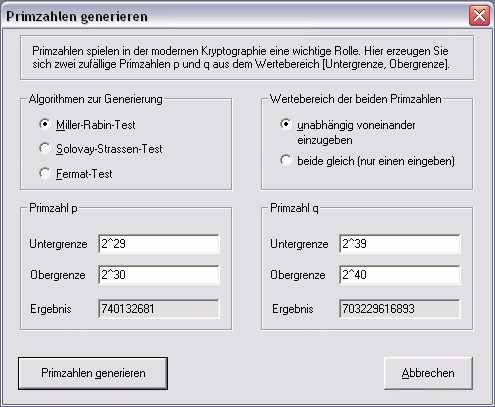 Primzahlen generieren
Primzahlen spielen in der modernen Kryptographie eine wichtige Rolle. Hier erzeugen Sie
sich zwei zufällige Primzahlen p und q aus dem Wertebereich [Untergrenze, Obergrenze].
Algorithmen zur Generierung
Miller-Rabin-Test
Solovay-Strassen-Test
Fermat-Test
Wertebereich der beiden Primzahlen
unabhängig voneinander
einzugeben
beide gleich (nur einen eingeben)
Primzahl p
Untergrenze 2^29
Obergrenze 2^30
Ergebnis 740132681
Primzahl q
Untergrenze 2^39
Obergrenze 2^40
Ergebnis 703229616893
Primzahlen generieren
Abbrechen